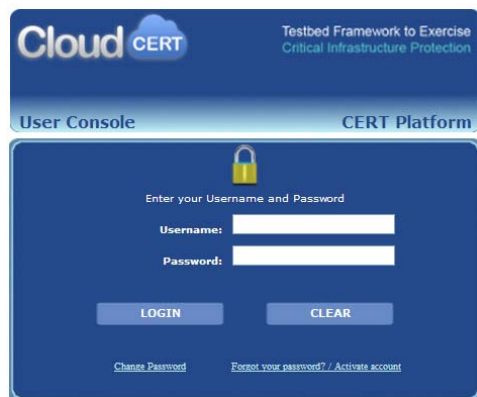 Cloud CERT
Testbed Framework to Exercise
Critical Infrastructure Protection
User Console
CERT Platform
Enter your Username and Password
Username:
Password:
LOGIN
CLEAR
Change Password
Forgot your password? / Activate account